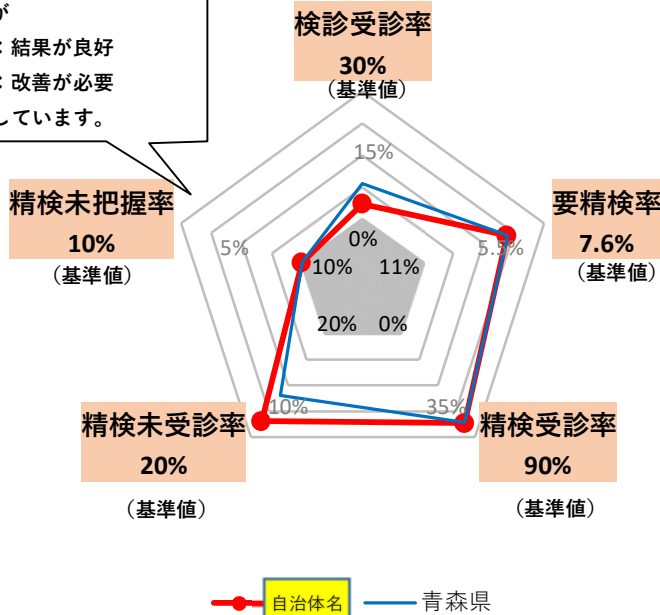 が
：結果が良好
：改善が必要
しています。
検診受診率
30%
（基準値）
15%
精検未把握率
10%
（基準値）
5%
要精検率
7.6%
（基準値）
5.5%
0%
10%
11%
20%
0%
10%
35%
精検未受診率
20%
（基準値）
精検受診率
90%
（基準値）
自治体名
青森県